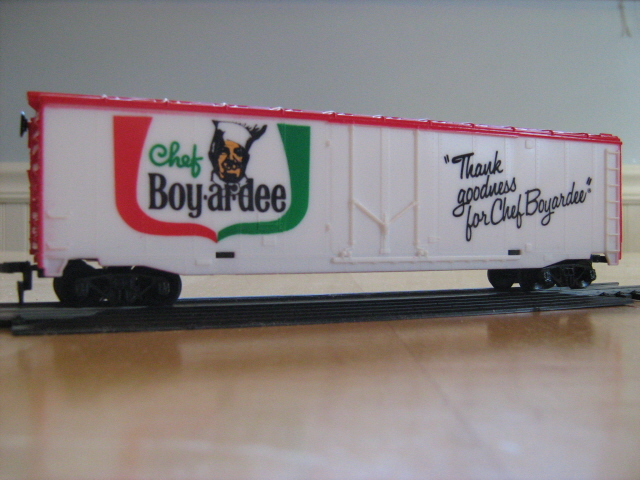 Chef
Boy-ar-dee
"Thank
goodness
for Chef Boyardee"